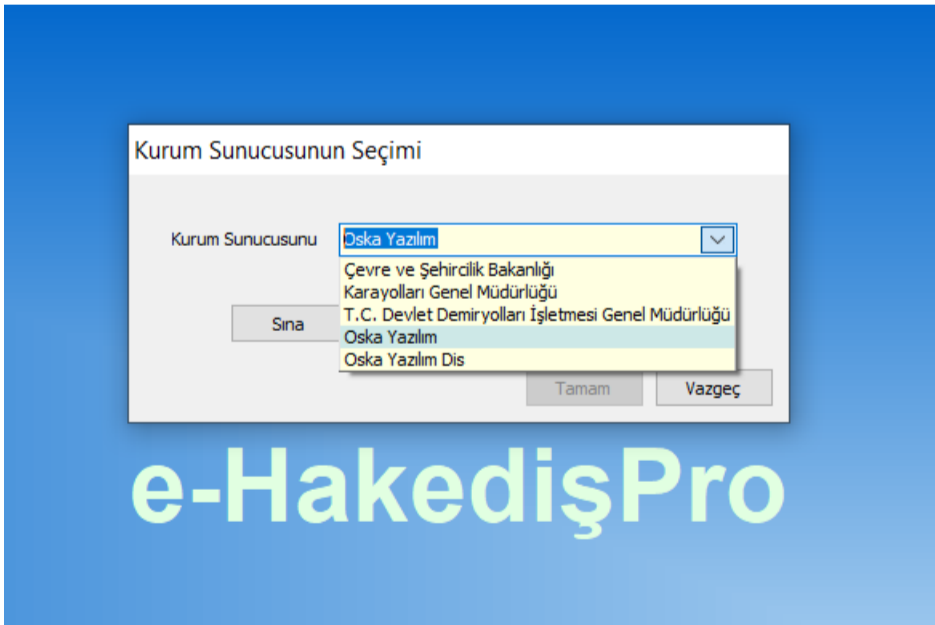 Kurum Sunucusunun Seçimi
Kurum Sunucusunu
Oska Yazılım
Çevre ve Şehircilik Bakanlığı
Karayolları Genel Müdürlüğü
T.C. Devlet Demiryolları İşletmesi Genel Müdürlüğü
Oska Yazılım
Oska Yazılım Dis
Sına
Tamam
Vazgeç
e-HakedişPro